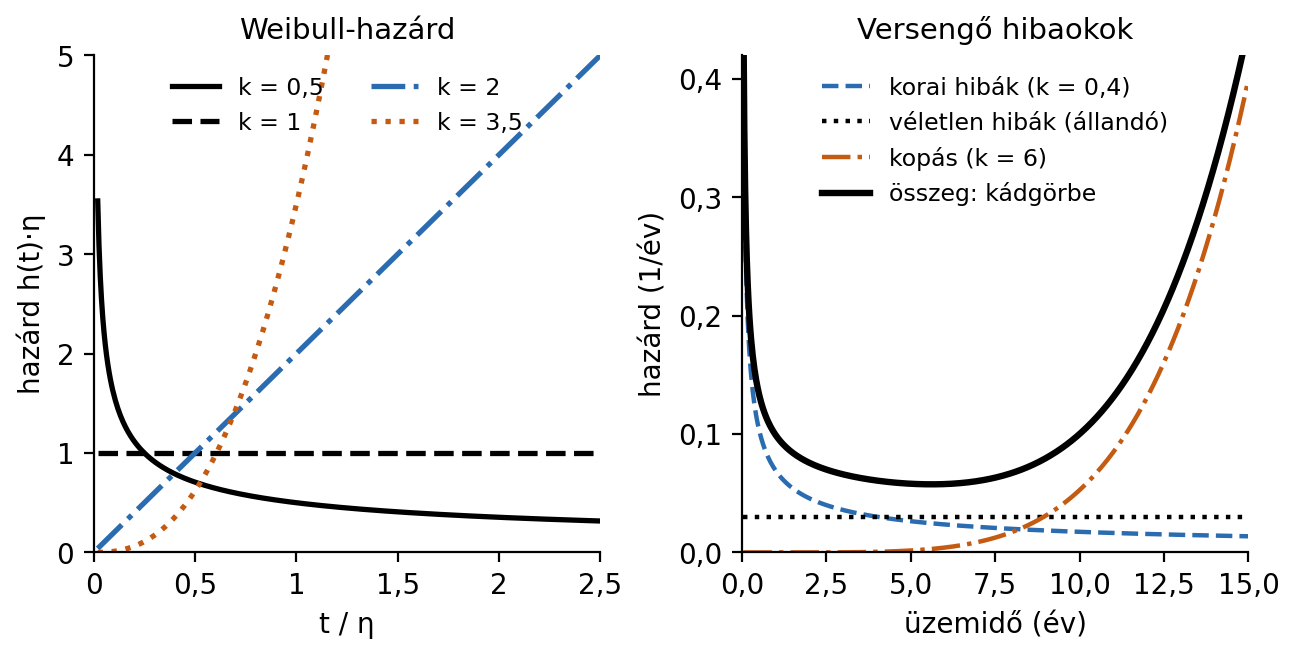 Weibull-hazárd
hazárd h(t)·η
5
4
3
2
1
0
k = 0,5
k = 1
k = 2
k = 3,5
0
0,5
1
1,5
2
2,5
t / η
Versengő hibaokok
hazárd (1/év)
0,4
0,3
0,2
0,1
0,0
korai hibák (k = 0,4)
véletlen hibák (állandó)
kopás (k = 6)
összeg: kádgörbe
0,0
2,5
5,0
7,5
10,0
12,5
15,0
üzemidő (év)